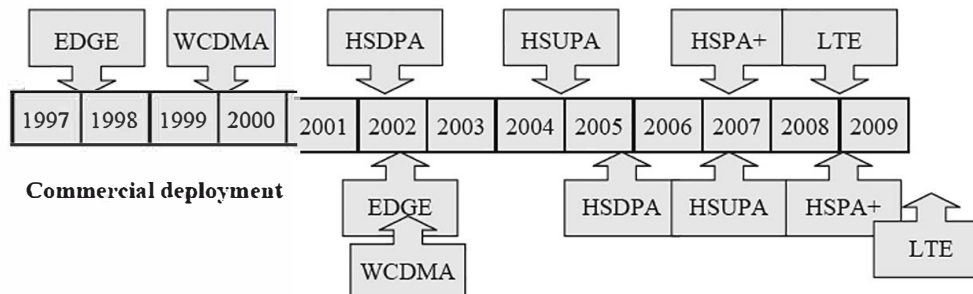 EDGE WCDMA HSDPA HSUPA HSPA+ LTE
1997 1998 1999 2000 2001 2002 2003 2004 2005 2006 2007 2008 2009
Commercial deployment
EDGE HSDPA HSUPA HSPA+
WCDMA LTE